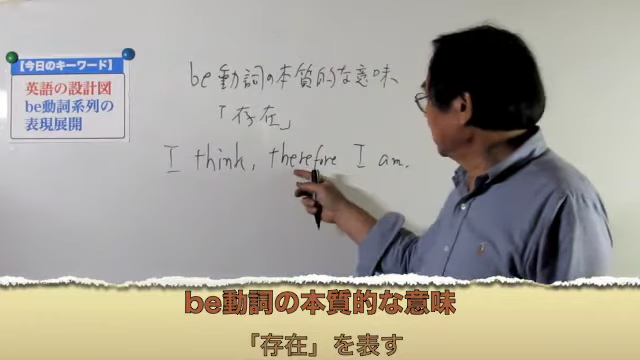 【今日のキーワード】
英語の設計図
be動詞系列の
表現展開
be動詞の本質的な意味
「存在」
I think, therefore I am.
be動詞の本質的な意味
「存在」を表す